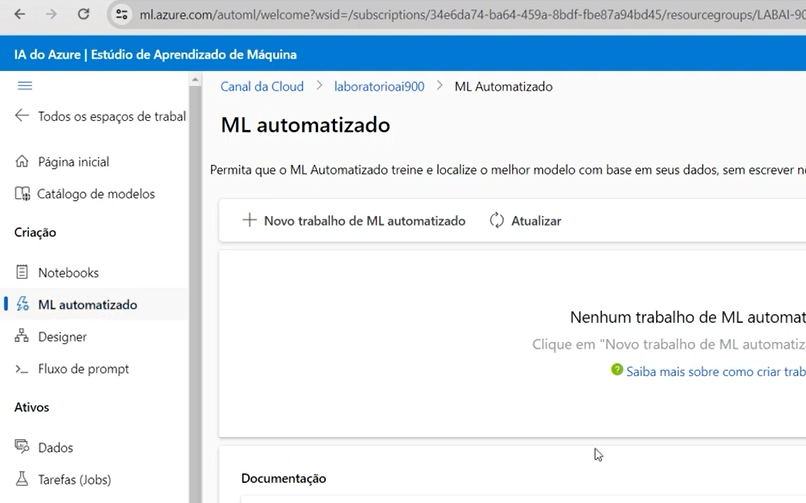 ml.azure.com/automl/welcome?wsid=/subscriptions/34e6da74-ba64-459a-8bdf-fbe87a94bd45/resourcegroups/LABAI-90
IA do Azure | Estúdio de Aprendizado de Máquina
Todos os espaços de trabal
Página inicial
Catálogo de modelos
Criação
Notebooks
ML automatizado
Designer
Fluxo de prompt
Ativos
Dados
Tarefas (Jobs)
Canal da Cloud > laboratorioai900 > ML Automatizado
ML automatizado
Permita que o ML Automatizado treine e localize o melhor modelo com base em seus dados, sem escrever n
Novo trabalho de ML automatizado Atualizar
Nenhum trabalho de ML automat
Clique em "Novo trabalho de ML automatiz
Saiba mais sobre como criar trab
Documentação